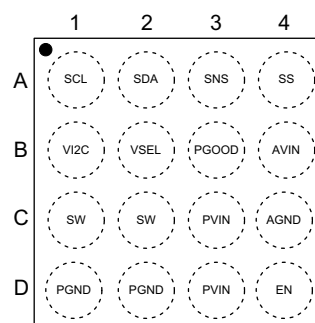 1 2 3 4
A SCL SDA SNS SS
B VI2C VSEL PGOOD AVIN
C SW SW PVIN AGND
D PGND PGND PVIN EN